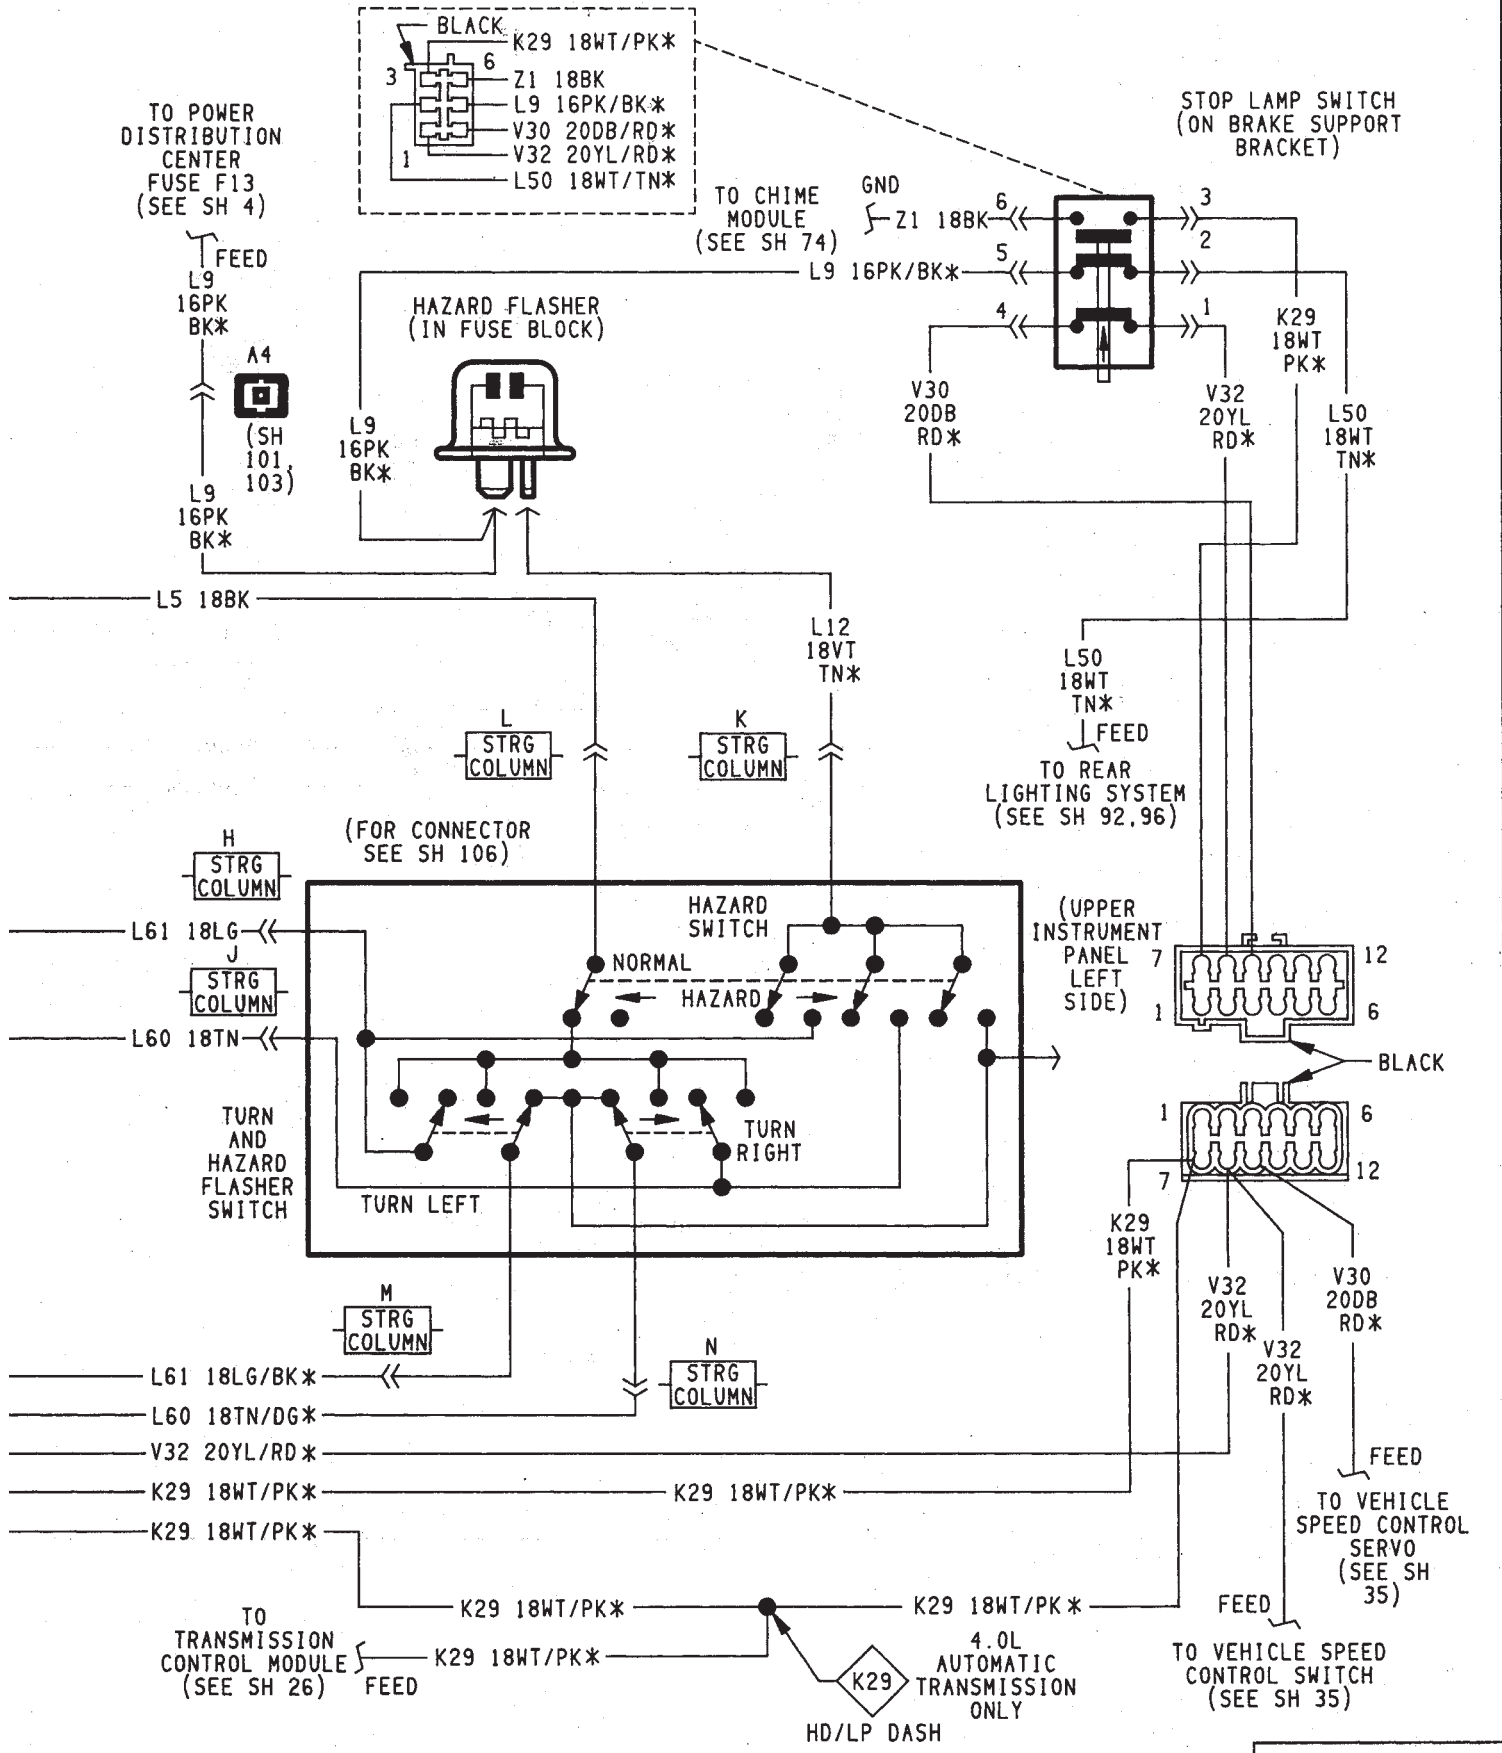 BLACK
K29 18WT/PK*
3
6
Z1 18BK
L9 16PK/BK*
V30 20DB/RD*
1
V32 20YL/RD*
L50 18WT/TN*
TO POWER
DISTRIBUTION
CENTER
FUSE F13
(SEE SH 4)
FEED
L9
16PK
BK*
A4
(SH
101,
103)
L9
16PK
BK*
STOP LAMP SWITCH
(ON BRAKE SUPPORT
BRACKET)
TO CHIME
MODULE
(SEE SH 74)
GND
Z1 18BK
6
3
L9 16PK/BK*
5
2
4
1
HAZARD FLASHER
(IN FUSE BLOCK)
L9
16PK
BK*
V30
20DB
RD*
V32
20YL
RD*
K29
18WT
PK*
L50
18WT
TN*
L5 18BK
L12
18VT
TN*
L50
18WT
TN*
FEED
TO REAR
LIGHTING SYSTEM
(SEE SH 92,96)
L
STRG
COLUMN
K
STRG
COLUMN
(FOR CONNECTOR
SEE SH 106)
H
STRG
COLUMN
L61 18LG
J
STRG
COLUMN
L60 18TN
HAZARD
SWITCH
NORMAL
HAZARD
TURN
AND
HAZARD
FLASHER
SWITCH
TURN LEFT
TURN
RIGHT
(UPPER
INSTRUMENT
PANEL
LEFT
SIDE)
7
12
1
6
BLACK
1
6
7
12
K29
18WT
PK*
V32
20YL
RD*
V32
20YL
RD*
V30
20DB
RD*
M
STRG
COLUMN
N
STRG
COLUMN
L61 18LG/BK*
L60 18TN/DG*
V32 20YL/RD*
K29 18WT/PK*
K29 18WT/PK*
K29 18WT/PK*
FEED
TO VEHICLE
SPEED CONTROL
SERVO
(SEE SH
35)
K29 18WT/PK*
K29 18WT/PK*
TO
TRANSMISSION
CONTROL MODULE
(SEE SH 26)
FEED
K29 18WT/PK*
K29
HD/LP DASH
4.0L
AUTOMATIC
TRANSMISSION
ONLY
FEED
TO VEHICLE SPEED
CONTROL SWITCH
(SEE SH 35)